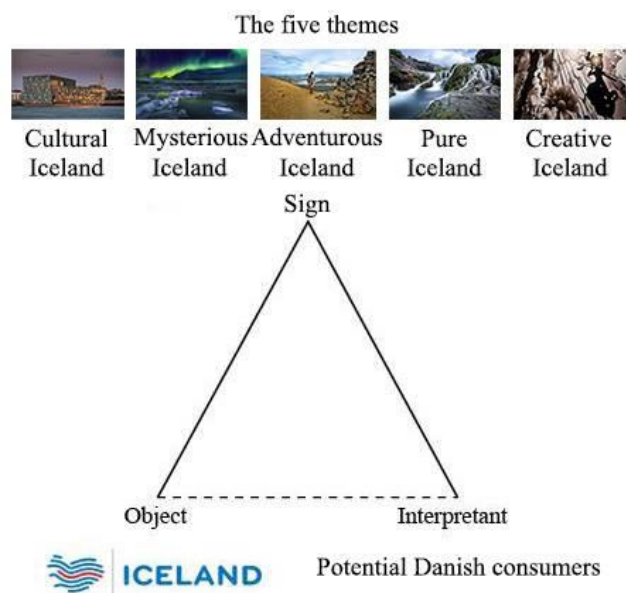 The five themes
Cultural Iceland
Mysterious Iceland
Adventurous Iceland
Pure Iceland
Creative Iceland
Sign
Object
Interpretant
ICELAND
Potential Danish consumers